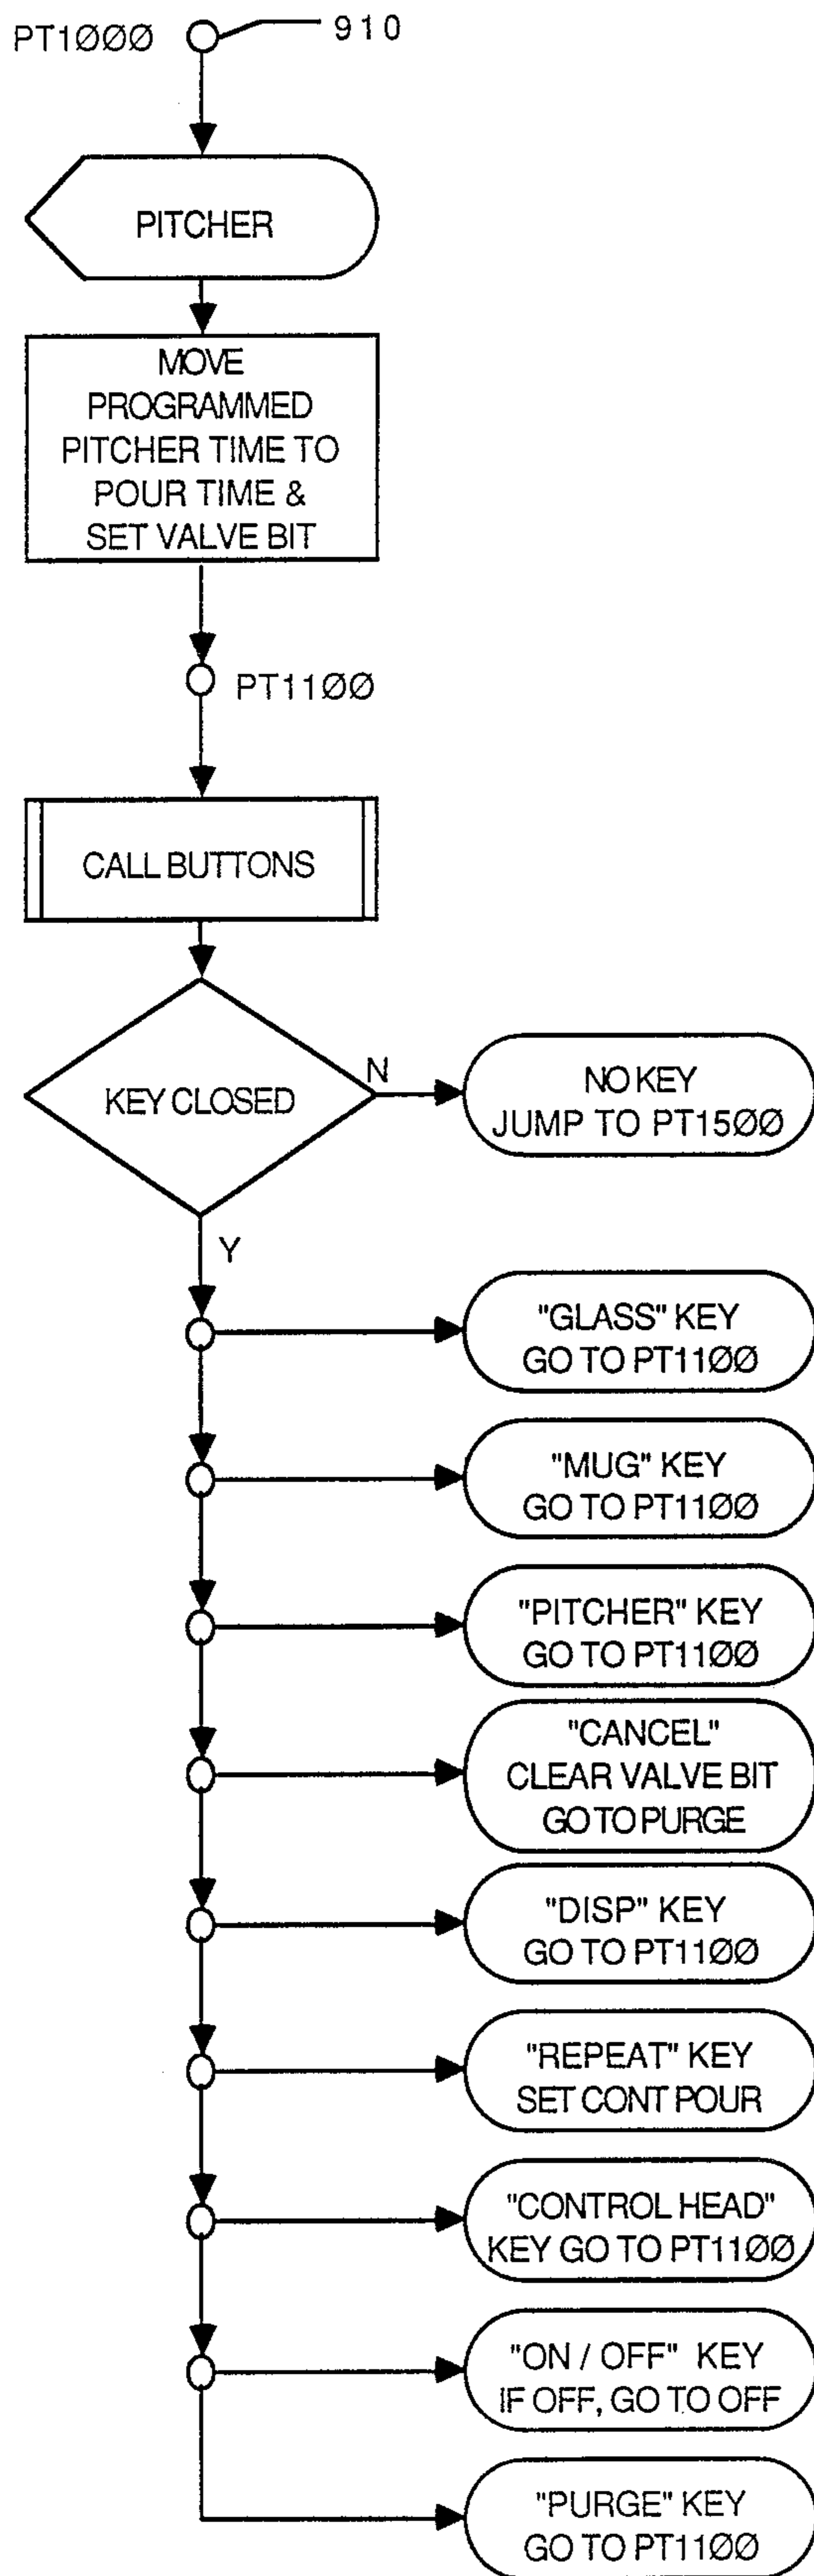 PT1ØØØ
910
PITCHER
MOVE
PROGRAMMED
PITCHER TIME TO
POUR TIME &
SET VALVE BIT
PT11ØØ
CALL BUTTONS
KEY CLOSED
N
NO KEY
JUMP TO PT15ØØ
Y
"GLASS" KEY
GO TO PT11ØØ
"MUG" KEY
GO TO PT11ØØ
"PITCHER" KEY
GO TO PT11ØØ
"CANCEL"
CLEAR VALVE BIT
GO TO PURGE
"DISP" KEY
GO TO PT11ØØ
"REPEAT" KEY
SET CONT POUR
"CONTROL HEAD"
KEY GO TO PT11ØØ
"ON / OFF" KEY
IF OFF, GO TO OFF
"PURGE" KEY
GO TO PT11ØØ